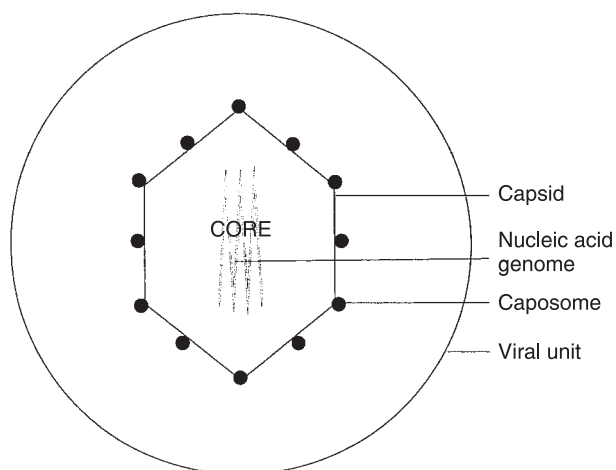 CORE
Capsid
Nucleic acid
genome
Caposome
Viral unit